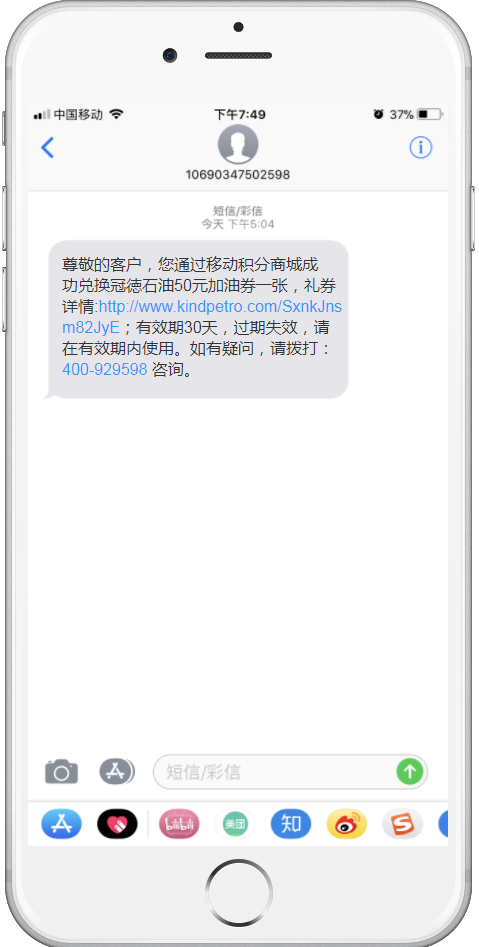 中国移动 下午7:49 37%
10690347502598
短信/彩信
今天 下午5:04
尊敬的客户，您通过移动积分商城成
功兑换冠德石油50元加油券一张，礼券
详情:http://www.kindpetro.com/SxnkJns
m82JyE；有效期30天，过期失效，请
在有效期内使用。如有疑问，请拨打：
400-929598 咨询。
短信/彩信
bilibili 美团 知